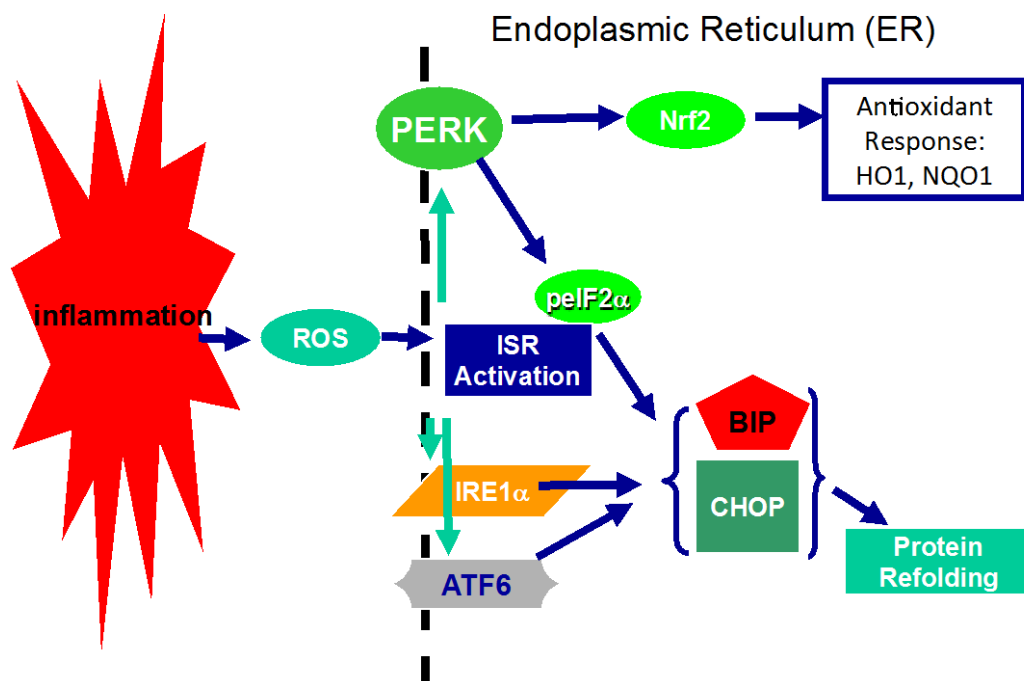 Endoplasmic Reticulum (ER)
PERK
Nrf2
Antioxidant
Response:
HO1, NQO1
peIF2α
inflammation
ROS
ISR
Activation
BIP
IRE1α
CHOP
ATF6
Protein
Refolding